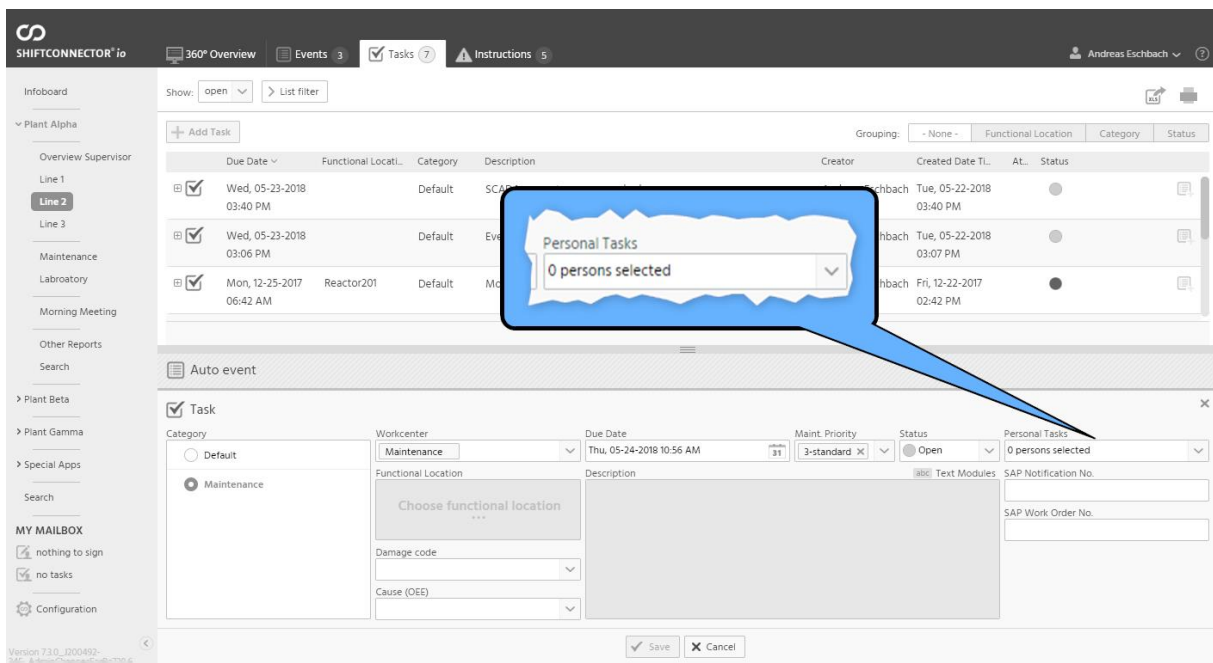 SHIFTCONNECTOR® io
360° Overview
Events 3
Tasks 7
Instructions 5
Andreas Eschbach
?
Infoboard
Plant Alpha
Overview Supervisor
Line 1
Line 2
Line 3
Maintenance
Labroatory
Morning Meeting
Other Reports
Search
Plant Beta
Plant Gamma
Special Apps
Search
MY MAILBOX
nothing to sign
no tasks
Configuration
Version 7.3.0_J200492-
Show: open
List filter
XLS
Add Task
Grouping: - None - Functional Location Category Status
Due Date Functional Locati... Category Description Creator Created Date Ti... At... Status
Wed, 05-23-2018 Default Tue, 05-22-2018
03:40 PM 03:40 PM
Wed, 05-23-2018 Default Tue, 05-22-2018
03:06 PM 03:07 PM
Mon, 12-25-2017 Reactor201 Default Fri, 12-22-2017
06:42 AM 02:42 PM
Personal Tasks
0 persons selected
Auto event
Task
Category
Default
Maintenance
Workcenter
Maintenance
Functional Location
Choose functional location
...
Damage code
Cause (OEE)
Due Date
Thu, 05-24-2018 10:56 AM
31
Description
abc Text Modules
Maint. Priority
3-standard
Status
Open
Personal Tasks
0 persons selected
SAP Notification No.
SAP Work Order No.
Save
Cancel